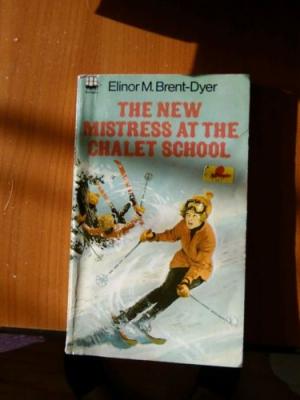 Elinor M. Brent-Dyer
THE NEW
MISTRESS AT THE
CHALET SCHOOL